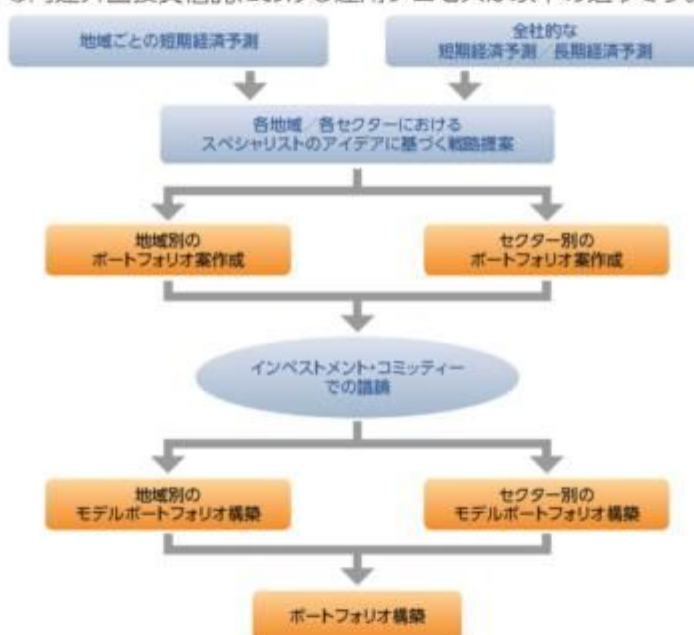 地域ごとの短期経済予測
全社的な
短期経済予測/長期経済予測
各地域/各セクターにおける
スペシャリストのアイデアに基づく戦略提案
地域別の
ポートフォリオ案作成
セクター別の
ポートフォリオ案作成
インベストメント・コミッティー
での議論
地域別の
モデルポートフォリオ構築
セクター別の
モデルポートフォリオ構築
ポートフォリオ構築